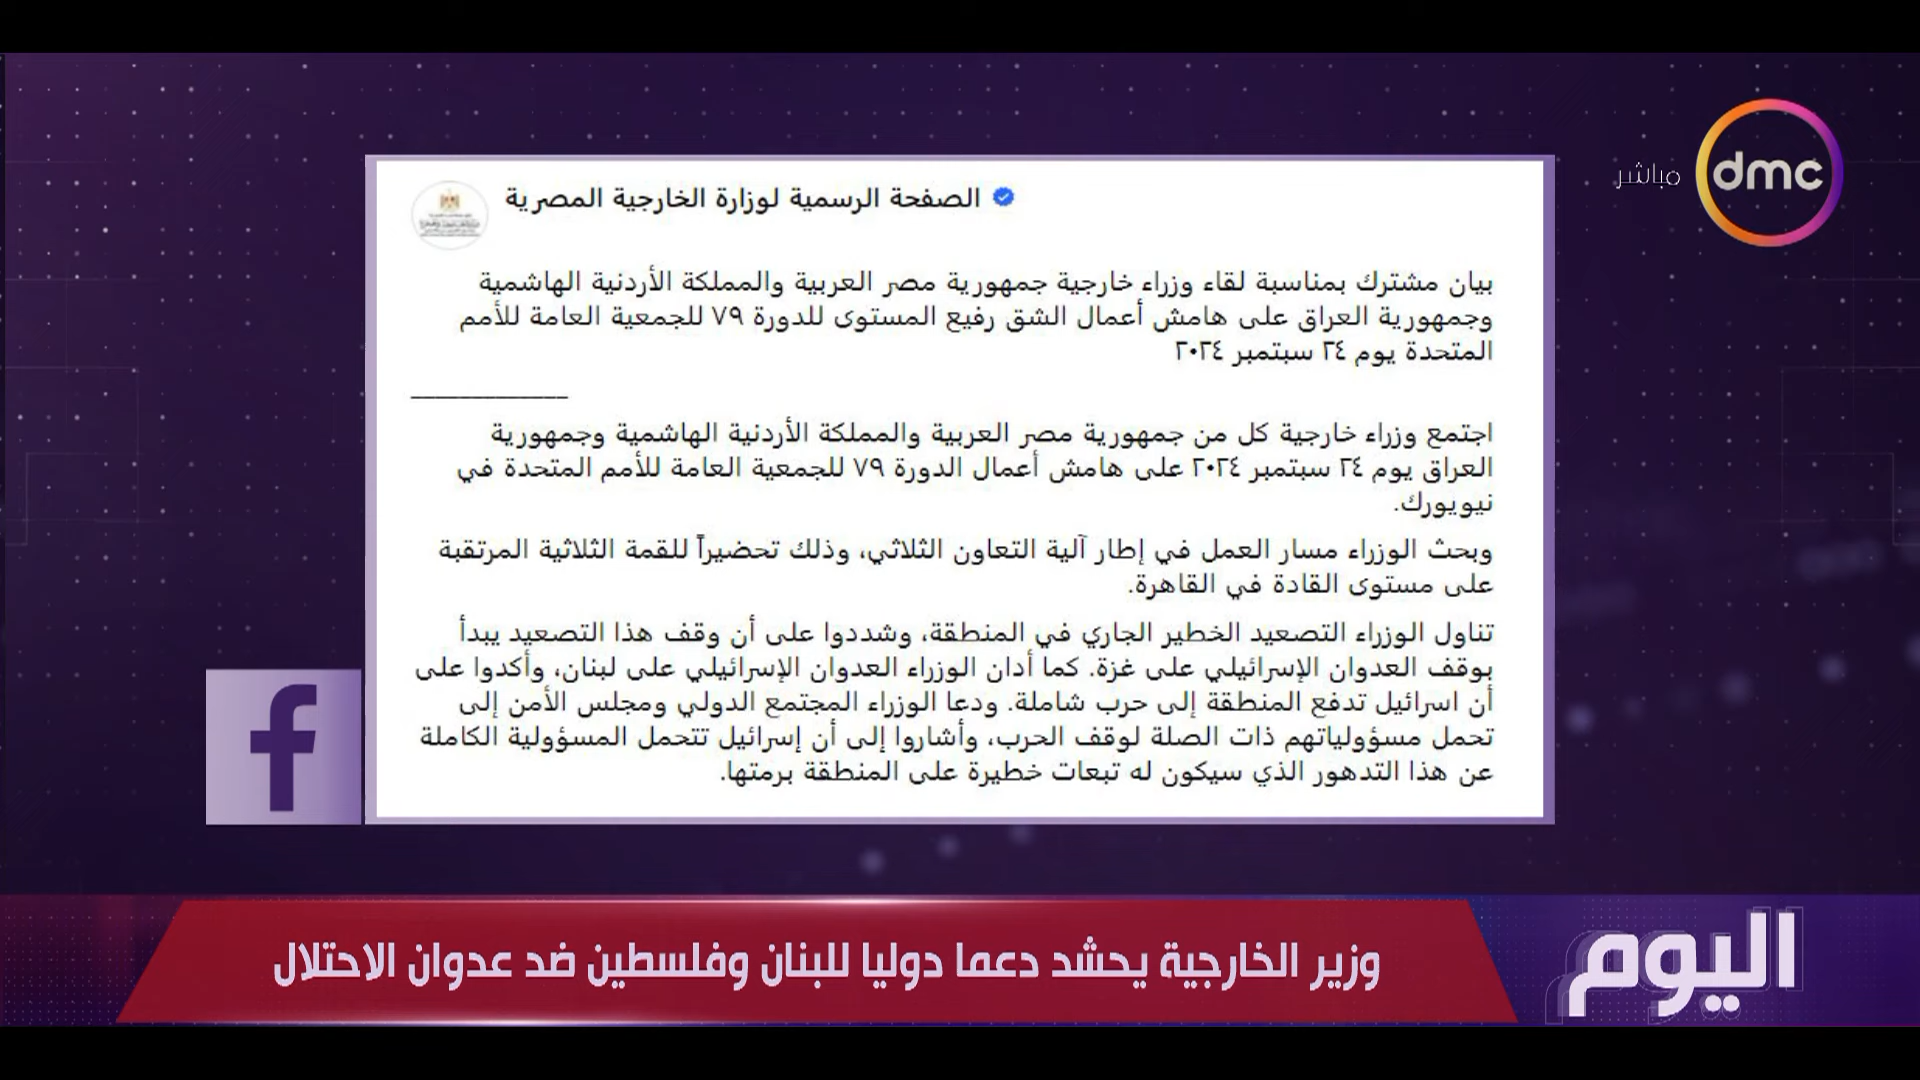 dmc
مباشر
الصفحة الرسمية لوزارة الخارجية المصرية
بيان مشترك بمناسبة لقاء وزراء خارجية جمهورية مصر العربية والمملكة الأردنية الهاشمية
وجمهورية العراق على هامش أعمال الشق رفيع المستوى للدورة ٧٩ للجمعية العامة للأمم
المتحدة يوم ٢٤ سبتمبر ٢٠٢٤
ـــــــــــــــــــــــ
اجتمع وزراء خارجية كل من جمهورية مصر العربية والمملكة الأردنية الهاشمية وجمهورية
العراق يوم ٢٤ سبتمبر ٢٠٢٤ على هامش أعمال الدورة ٧٩ للجمعية العامة للأمم المتحدة في
نيويورك.
وبحث الوزراء مسار العمل في إطار آلية التعاون الثلاثي، وذلك تحضيراً للقمة الثلاثية المرتقبة
على مستوى القادة في القاهرة.
تناول الوزراء التصعيد الخطير الجاري في المنطقة، وشددوا على أن وقف هذا التصعيد يبدأ
بوقف العدوان الإسرائيلي على غزة. كما أدان الوزراء العدوان الإسرائيلي على لبنان، وأكدوا على
أن اسرائيل تدفع المنطقة إلى حرب شاملة. ودعا الوزراء المجتمع الدولي ومجلس الأمن إلى
تحمل مسؤولياتهم ذات الصلة لوقف الحرب، وأشاروا إلى أن إسرائيل تتحمل المسؤولية الكاملة
عن هذا التدهور الذي سيكون له تبعات خطيرة على المنطقة برمتها.
f
اليوم
وزير الخارجية يحشد دعما دوليا للبنان وفلسطين ضد عدوان الاحتلال